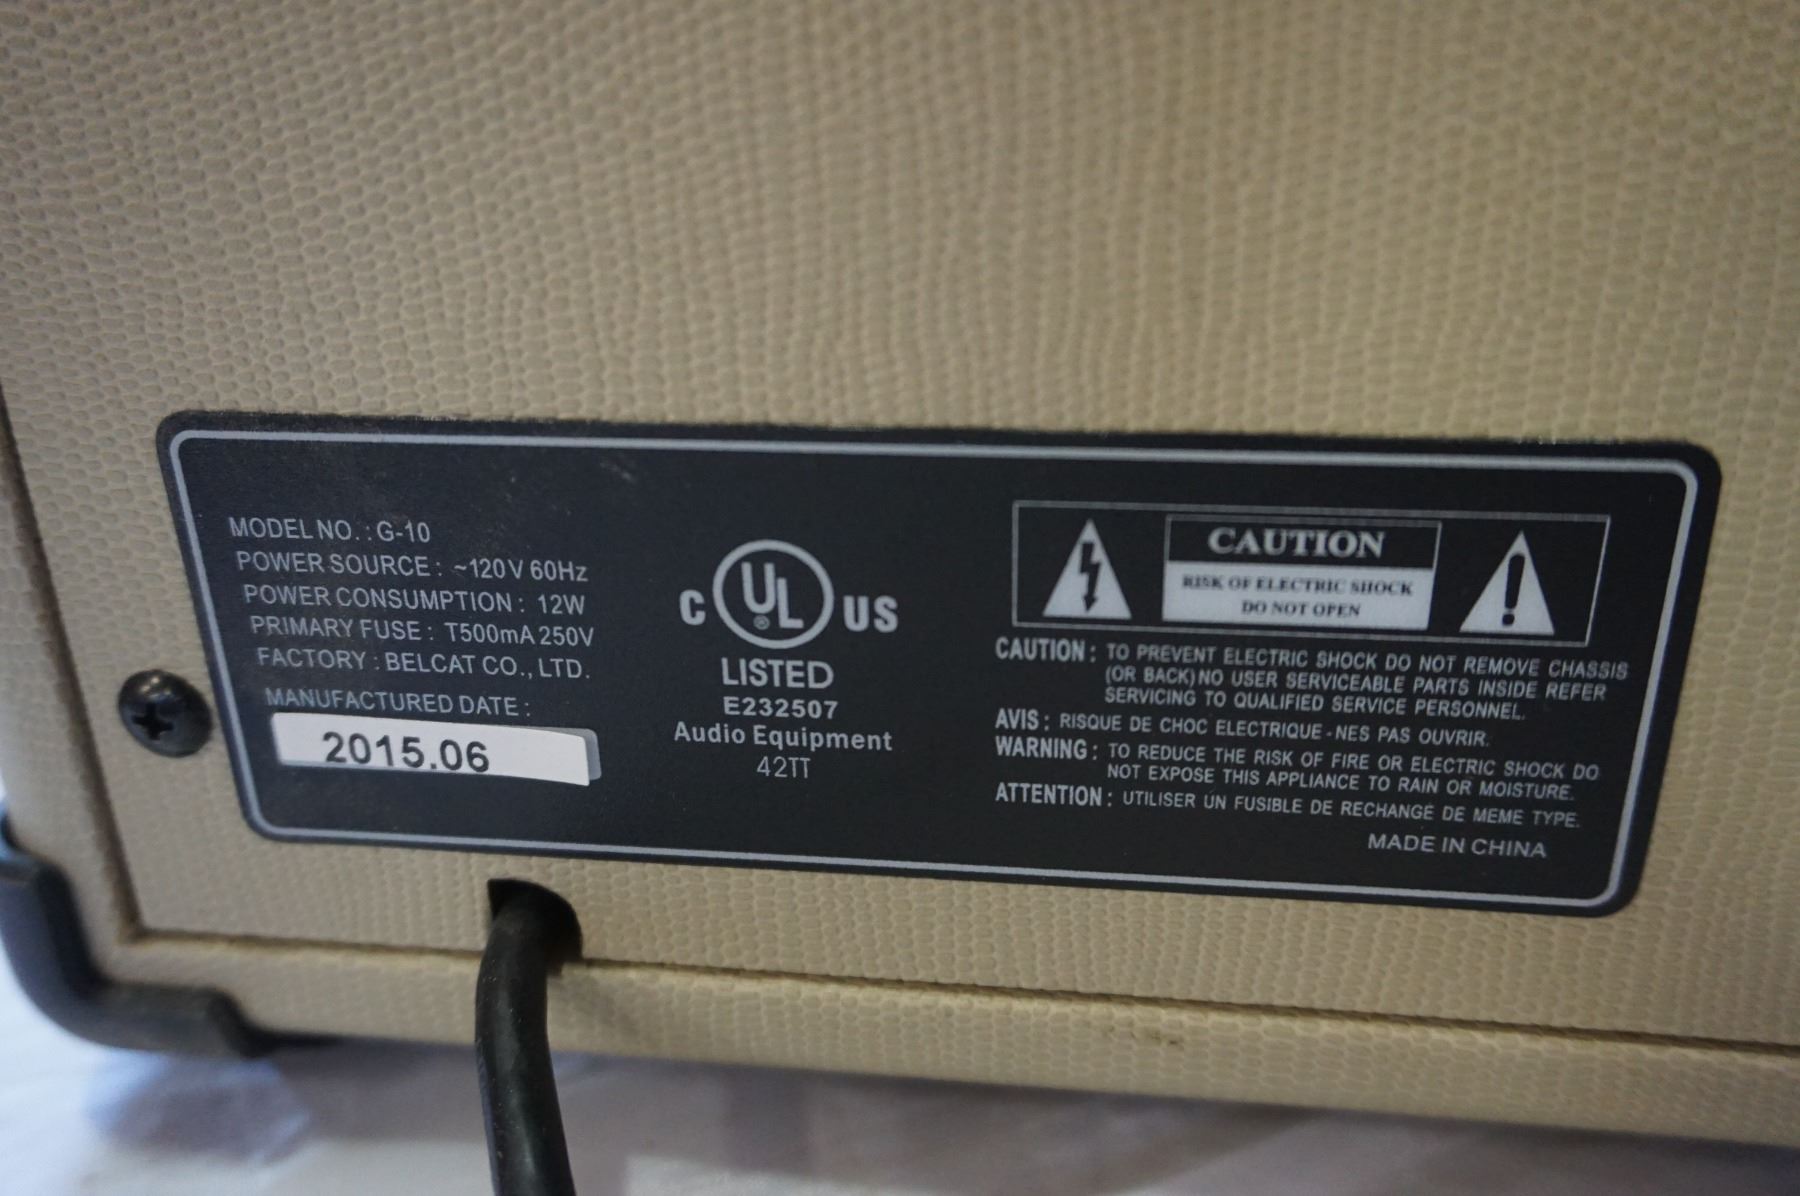 MODEL NO. : G-10
POWER SOURCE : ~120V 60Hz
POWER CONSUMPTION : 12W
PRIMARY FUSE : T500mA 250V
FACTORY : BELCAT CO., LTD.
MANUFACTURED DATE :
2015.06
C UL ® US
LISTED
E232507
Audio Equipment
42TT
CAUTION
RISK OF ELECTRIC SHOCK
DO NOT OPEN
CAUTION : TO PREVENT ELECTRIC SHOCK DO NOT REMOVE CHASSIS
(OR BACK) NO USER SERVICEABLE PARTS INSIDE REFER
SERVICING TO QUALIFIED SERVICE PERSONNEL.
AVIS : RISQUE DE CHOC ELECTRIQUE - NES PAS OUVRIR.
WARNING : TO REDUCE THE RISK OF FIRE OR ELECTRIC SHOCK DO
NOT EXPOSE THIS APPLIANCE TO RAIN OR MOISTURE.
ATTENTION : UTILISER UN FUSIBLE DE RECHANGE DE MEME TYPE.
MADE IN CHINA